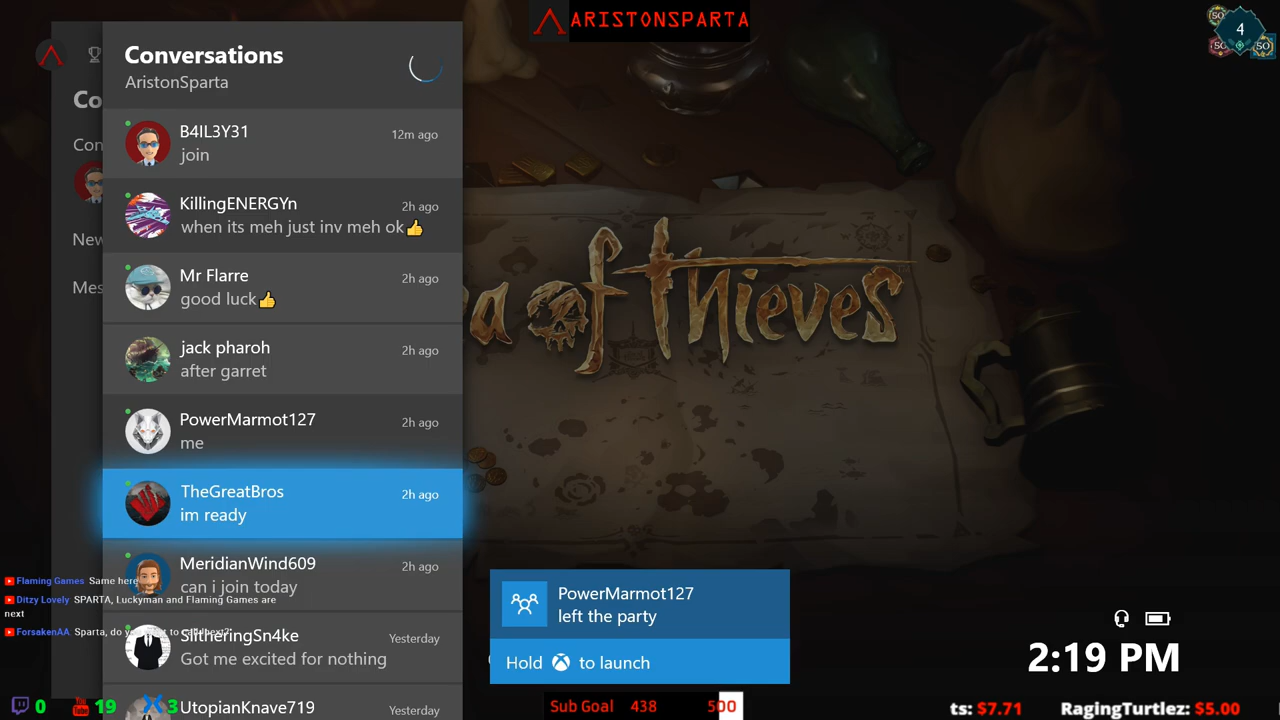 ARISTONSPARTA
4
50
50
50
Conversations
AristonSparta
B4IL3Y31
12m ago
join
KillingENERGYn
2h ago
when its meh just inv meh ok👍
Mr Flarre
2h ago
good luck👍
jack pharoh
2h ago
after garret
PowerMarmot127
2h ago
me
TheGreatBros
2h ago
im ready
MeridianWind609
2h ago
can i join today
SlitheringSn4ke
Yesterday
Got me excited for nothing
UtopianKnave719
Yesterday
Co
Con
New
Mes
a of Thieves
Flaming Games Same here
Ditzy Lovely SPARTA, Luckyman and Flaming Games are
next
ForsakenAA Sparta, do
PowerMarmot127
left the party
Hold to launch
2:19 PM
0
You Tube 19
3
Sub Goal 438 500
ts: $7.71 RagingTurtlez: $5.00